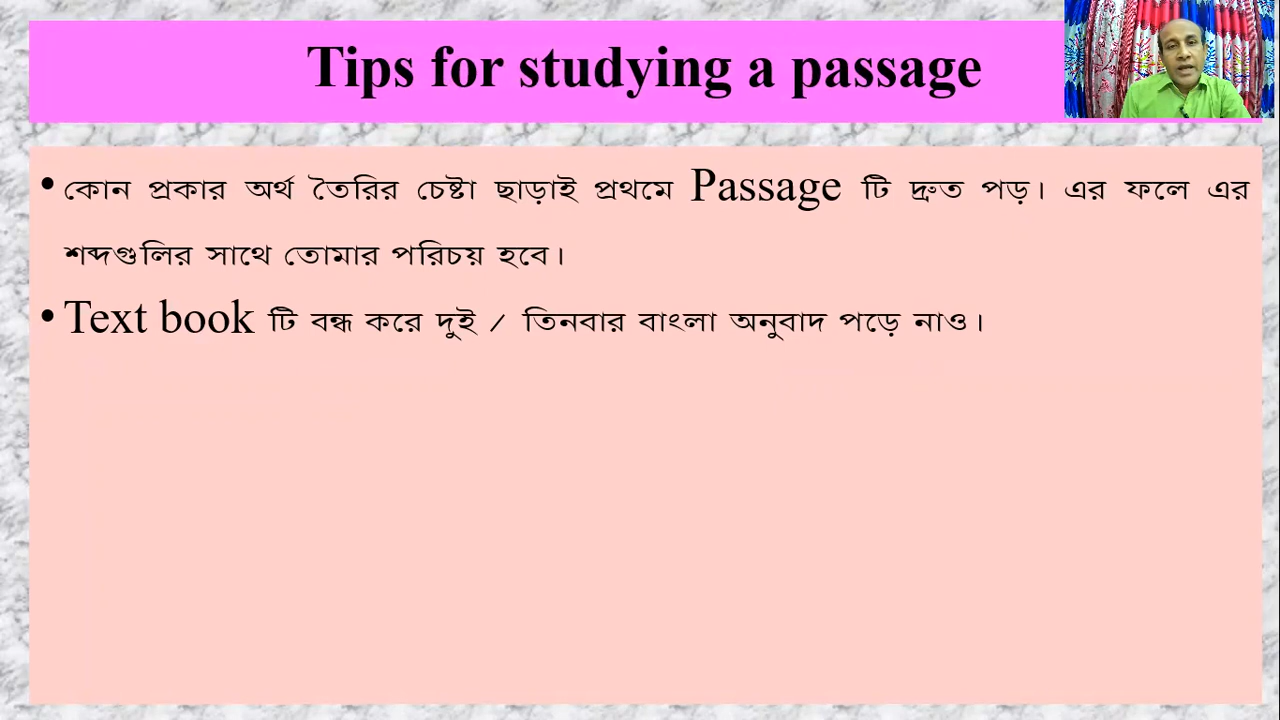 Tips for studying a passage
• কোন প্রকার অর্থ তৈরির চেষ্টা ছাড়াই প্রথমে Passage টি দ্রুত পড়। এর ফলে এর
শব্দগুলির সাথে তোমার পরিচয় হবে।
• Text book টি বন্ধ করে দুই / তিনবার বাংলা অনুবাদ পড়ে নাও।